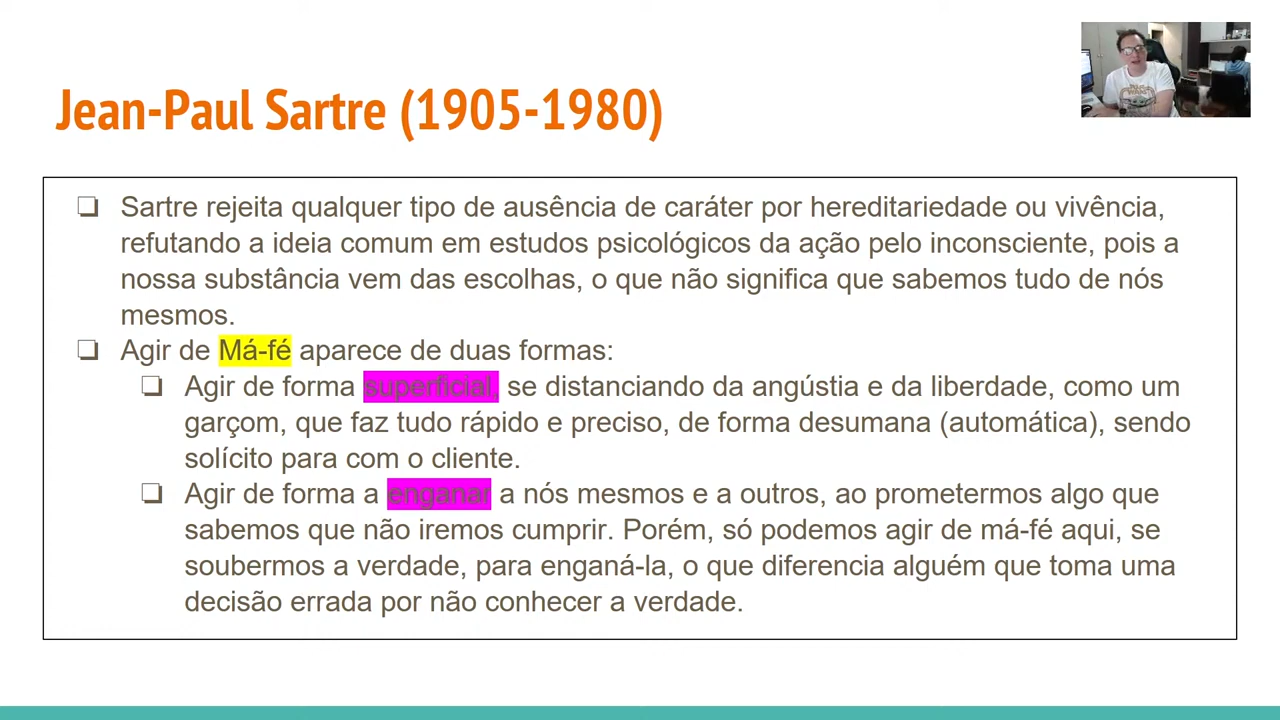 Jean-Paul Sartre (1905-1980)
❏ Sartre rejeita qualquer tipo de ausência de caráter por hereditariedade ou vivência,
refutando a ideia comum em estudos psicológicos da ação pelo inconsciente, pois a
nossa substância vem das escolhas, o que não significa que sabemos tudo de nós
mesmos.
❏ Agir de Má-fé aparece de duas formas:
❏ Agir de forma superficial, se distanciando da angústia e da liberdade, como um
garçom, que faz tudo rápido e preciso, de forma desumana (automática), sendo
solícito para com o cliente.
❏ Agir de forma a enganar a nós mesmos e a outros, ao prometermos algo que
sabemos que não iremos cumprir. Porém, só podemos agir de má-fé aqui, se
soubermos a verdade, para enganá-la, o que diferencia alguém que toma uma
decisão errada por não conhecer a verdade.